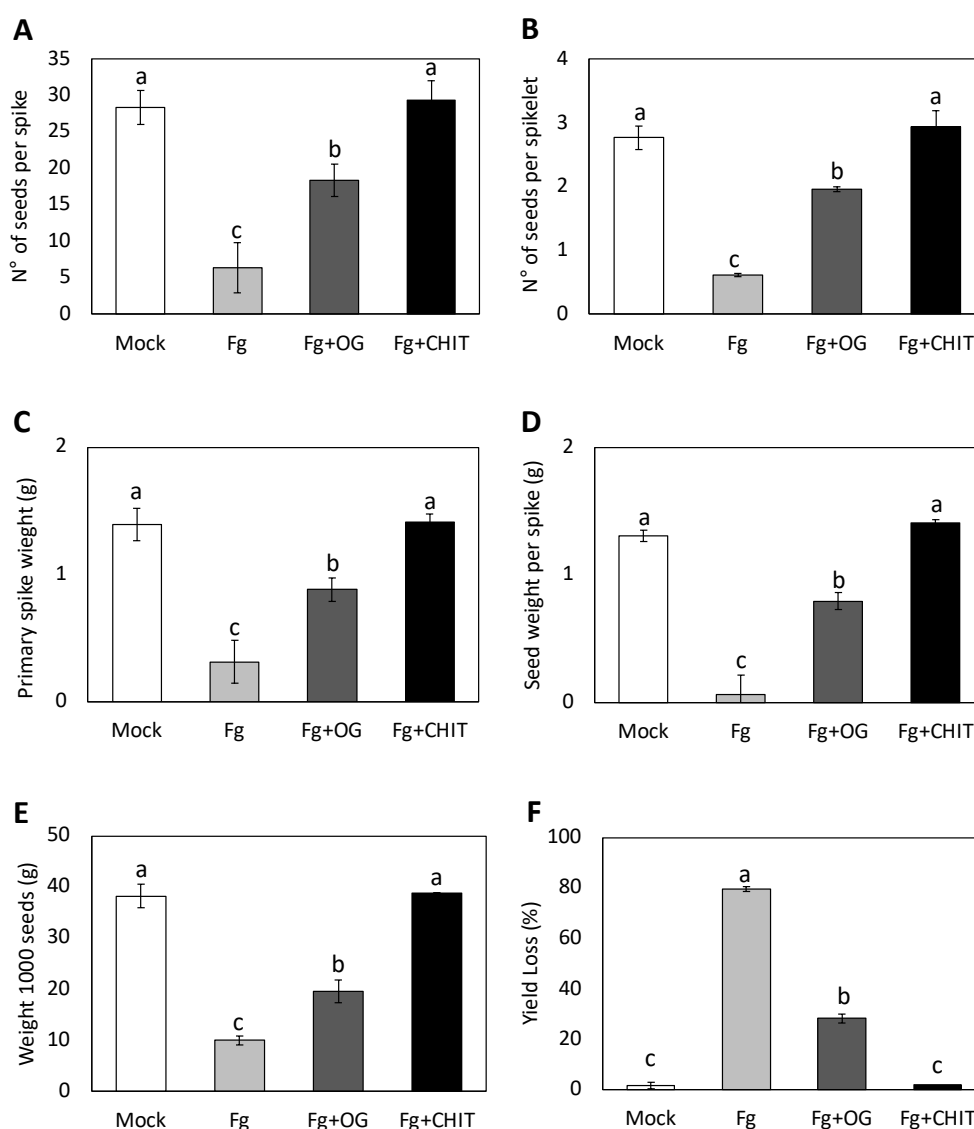 A
N° of seeds per spike
35
30
25
20
15
10
5
0
a
c
b
a
Mock Fg Fg+OG Fg+CHIT
B
N° of seeds per spikelet
4
3
2
1
0
a
c
b
a
Mock Fg Fg+OG Fg+CHIT
C
Primary spike wieght (g)
2
1
0
a
c
b
a
Mock Fg Fg+OG Fg+CHIT
D
Seed weight per spike (g)
2
1
0
a
c
b
a
Mock Fg Fg+OG Fg+CHIT
E
Weight 1000 seeds (g)
50
40
30
20
10
0
a
c
b
a
Mock Fg Fg+OG Fg+CHIT
F
Yield Loss (%)
100
80
60
40
20
0
c
a
b
c
Mock Fg Fg+OG Fg+CHIT